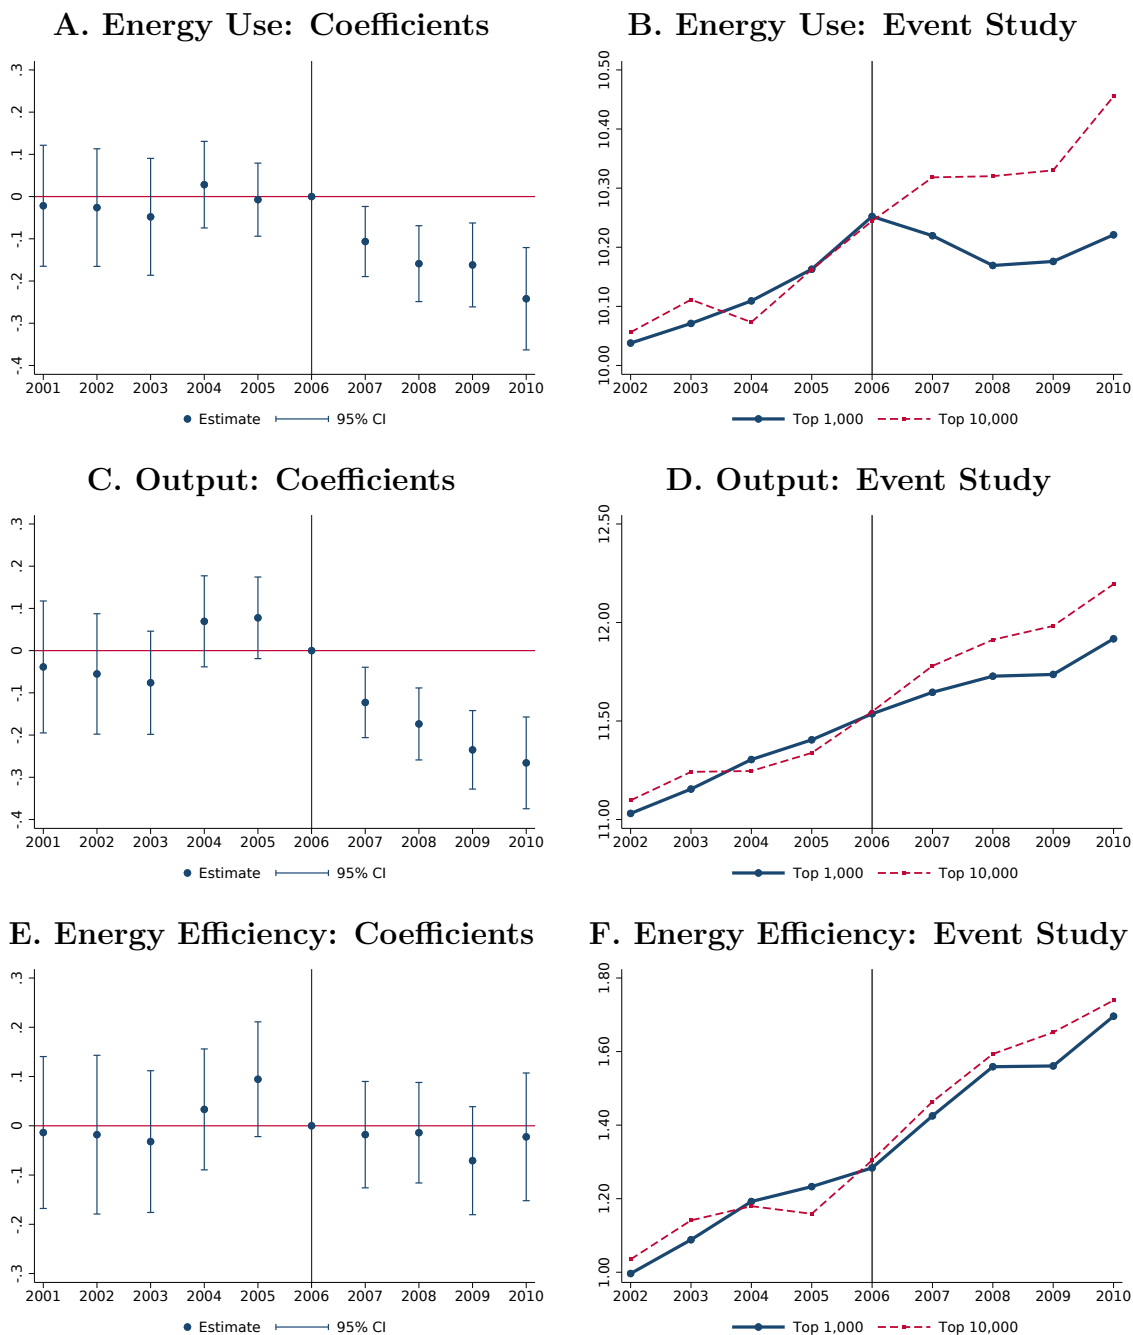 A. Energy Use: Coefficients
.3
.2
.1
0
-.1
-.2
-.3
-.4
2001 2002 2003 2004 2005 2006 2007 2008 2009 2010
Estimate 95% CI
B. Energy Use: Event Study
10.50
10.40
10.30
10.20
10.10
10.00
2002 2003 2004 2005 2006 2007 2008 2009 2010
Top 1,000 Top 10,000
C. Output: Coefficients
.3
.2
.1
0
-.1
-.2
-.3
-.4
2001 2002 2003 2004 2005 2006 2007 2008 2009 2010
Estimate 95% CI
D. Output: Event Study
12.50
12.00
11.50
11.00
2002 2003 2004 2005 2006 2007 2008 2009 2010
Top 1,000 Top 10,000
E. Energy Efficiency: Coefficients
.3
.2
.1
0
-.1
-.2
-.3
2001 2002 2003 2004 2005 2006 2007 2008 2009 2010
Estimate 95% CI
F. Energy Efficiency: Event Study
1.80
1.60
1.40
1.20
1.00
2002 2003 2004 2005 2006 2007 2008 2009 2010
Top 1,000 Top 10,000